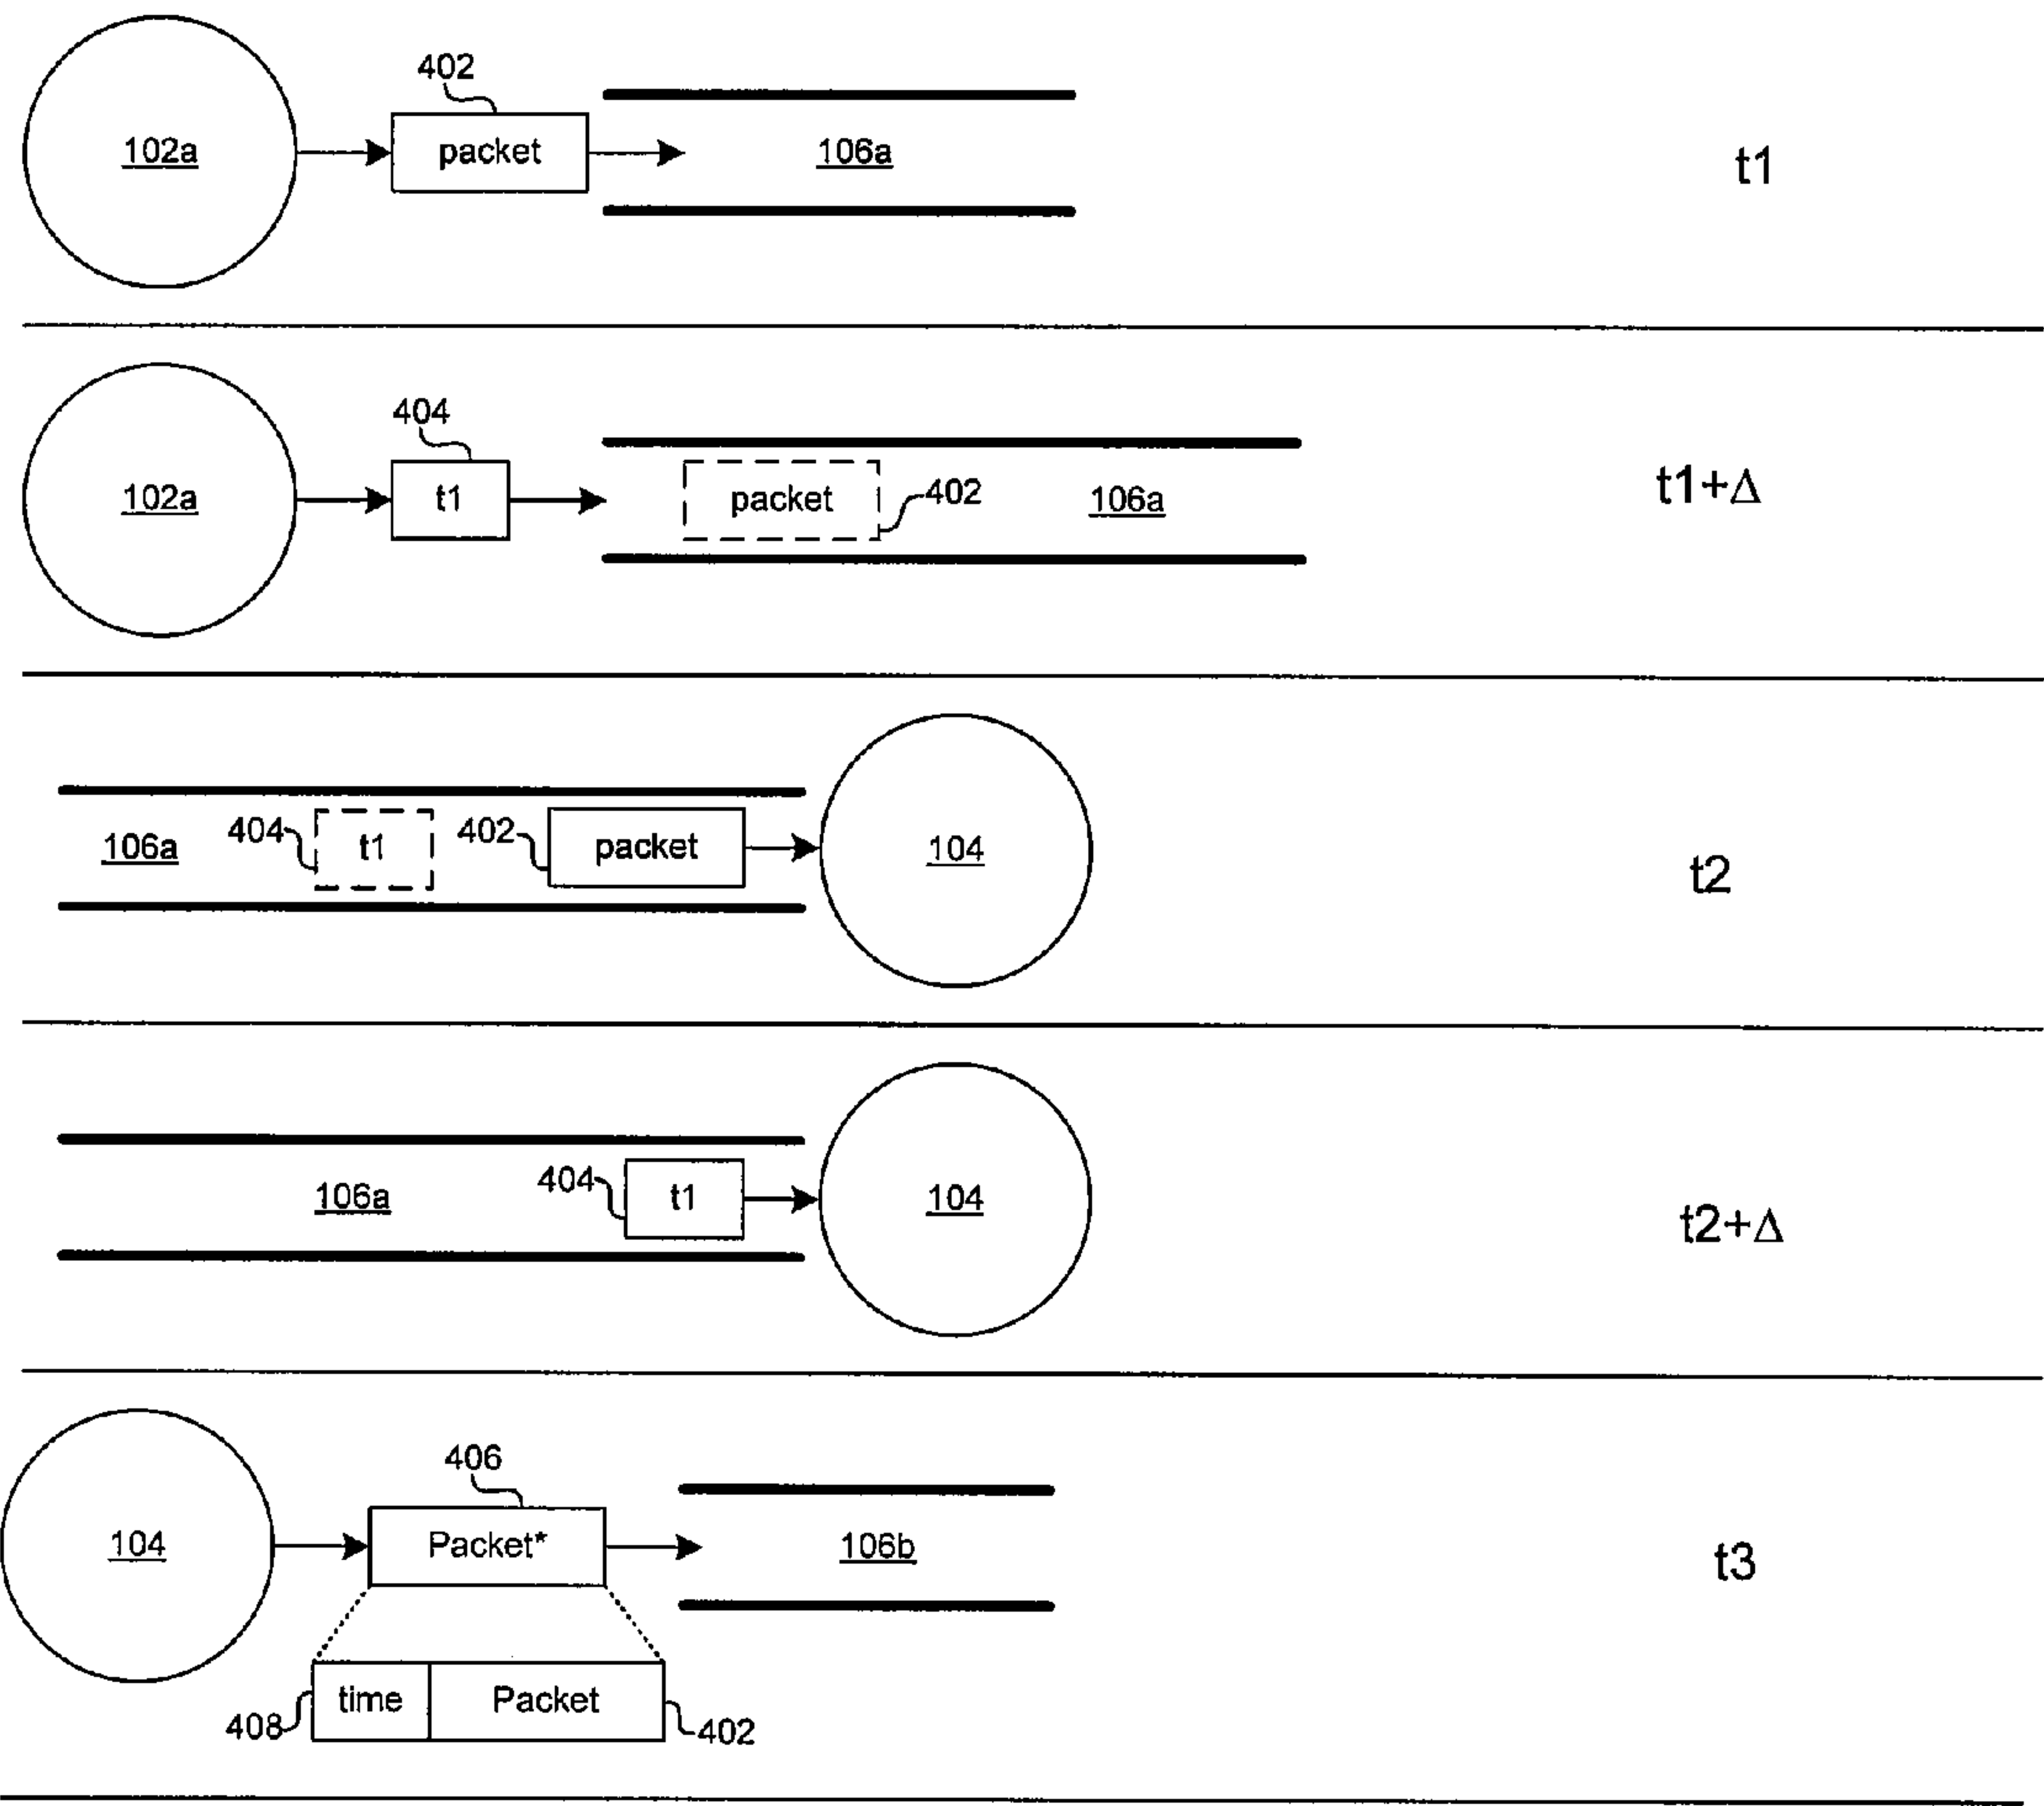 402
102a packet 106a t1
404
102a t1 packet 402 106a t1+Δ
106a 404 t1 402 packet 104 t2
106a 404 t1 104 t2+Δ
406
104 Packet* 106b t3
408 time Packet 402